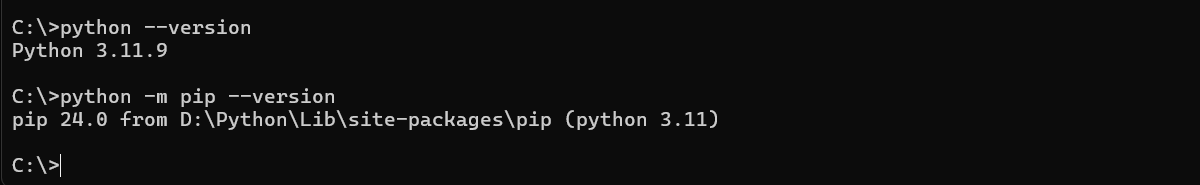 C:\>python --version
Python 3.11.9
C:\>python -m pip --version
pip 24.0 from D:\Python\Lib\site-packages\pip (python 3.11)
C:\>